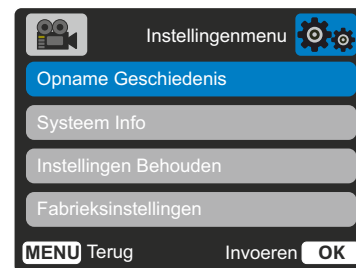 Instellingenmenu
Opname Geschiedenis
Systeem Info
Instellingen Behouden
Fabrieksinstellingen
MENU Terug Invoeren OK